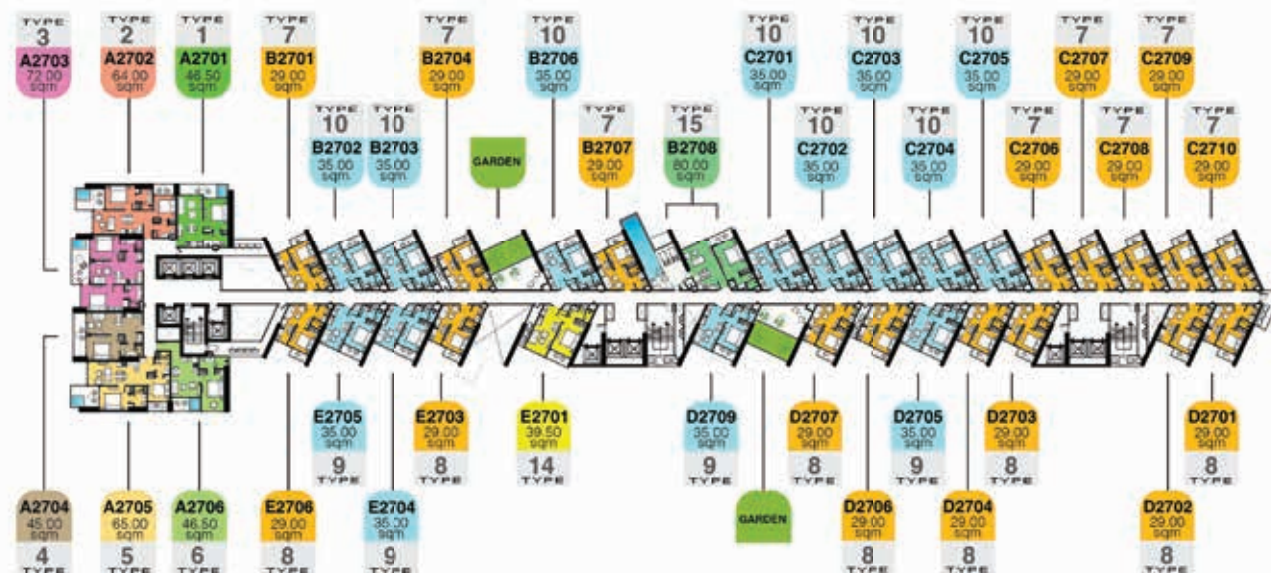 TYPE
3
A2703
72.00
sqm
TYPE
2
A2702
64.00
sqm
TYPE
1
A2701
46.50
sqm
TYPE
7
B2701
29.00
sqm
TYPE
7
B2704
29.00
sqm
TYPE
10
B2706
35.00
sqm
TYPE
10
C2701
35.00
sqm
TYPE
10
C2703
35.00
sqm
TYPE
10
C2705
35.00
sqm
TYPE
7
C2707
29.00
sqm
TYPE
7
C2709
29.00
sqm
TYPE
10
B2702
35.00
sqm
TYPE
10
B2703
35.00
sqm
GARDEN
TYPE
7
B2707
29.00
sqm
TYPE
15
B2708
80.00
sqm
TYPE
10
C2702
35.00
sqm
TYPE
10
C2704
35.00
sqm
TYPE
7
C2706
29.00
sqm
TYPE
7
C2708
29.00
sqm
TYPE
7
C2710
29.00
sqm
E2705
35.00
sqm
9
TYPE
E2703
29.00
sqm
8
TYPE
E2701
39.50
sqm
14
TYPE
D2709
35.00
sqm
9
TYPE
D2707
29.00
sqm
8
TYPE
D2705
35.00
sqm
9
TYPE
D2703
29.00
sqm
8
TYPE
D2701
29.00
sqm
8
TYPE
A2704
45.00
sqm
4
TYPE
A2705
65.00
sqm
5
TYPE
A2706
46.50
sqm
6
TYPE
E2706
29.00
sqm
8
TYPE
E2704
35.00
sqm
9
TYPE
GARDEN
D2706
29.00
sqm
8
TYPE
D2704
29.00
sqm
8
TYPE
D2702
29.00
sqm
8
TYPE